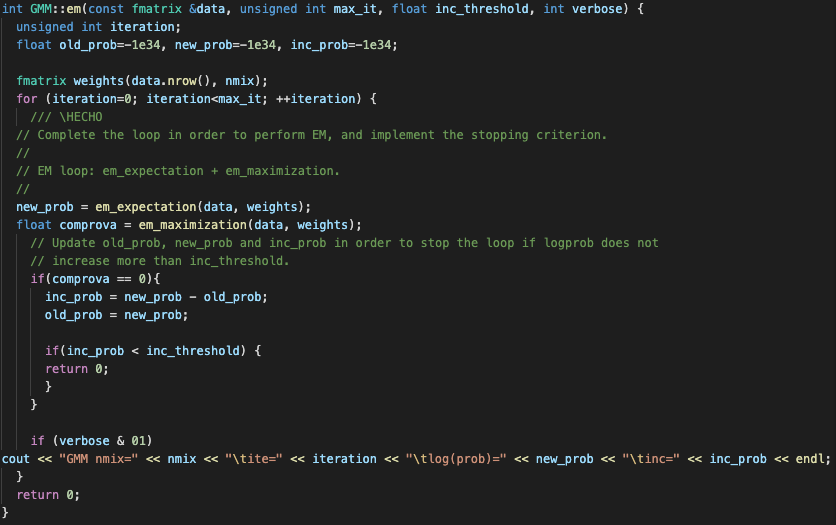 int GMM::em(const fmatrix &data, unsigned int max_it, float inc_threshold, int verbose) {
unsigned int iteration;
float old_prob=-1e34, new_prob=-1e34, inc_prob=-1e34;
fmatrix weights(data.nrow(), nmix);
for (iteration=0; iteration<max_it; ++iteration) {
/// \HECHO
// Complete the loop in order to perform EM, and implement the stopping criterion.
//
// EM loop: em_expectation + em_maximization.
//
new_prob = em_expectation(data, weights);
float comprova = em_maximization(data, weights);
// Update old_prob, new_prob and inc_prob in order to stop the loop if logprob does not
// increase more than inc_threshold.
if(comprova == 0){
inc_prob = new_prob - old_prob;
old_prob = new_prob;
if(inc_prob < inc_threshold) {
return 0;
}
}
if (verbose & 01)
cout << "GMM nmix=" << nmix << "\tite=" << iteration << "\tlog(prob)=" << new_prob << "\tinc=" << inc_prob << endl;
}
return 0;
}